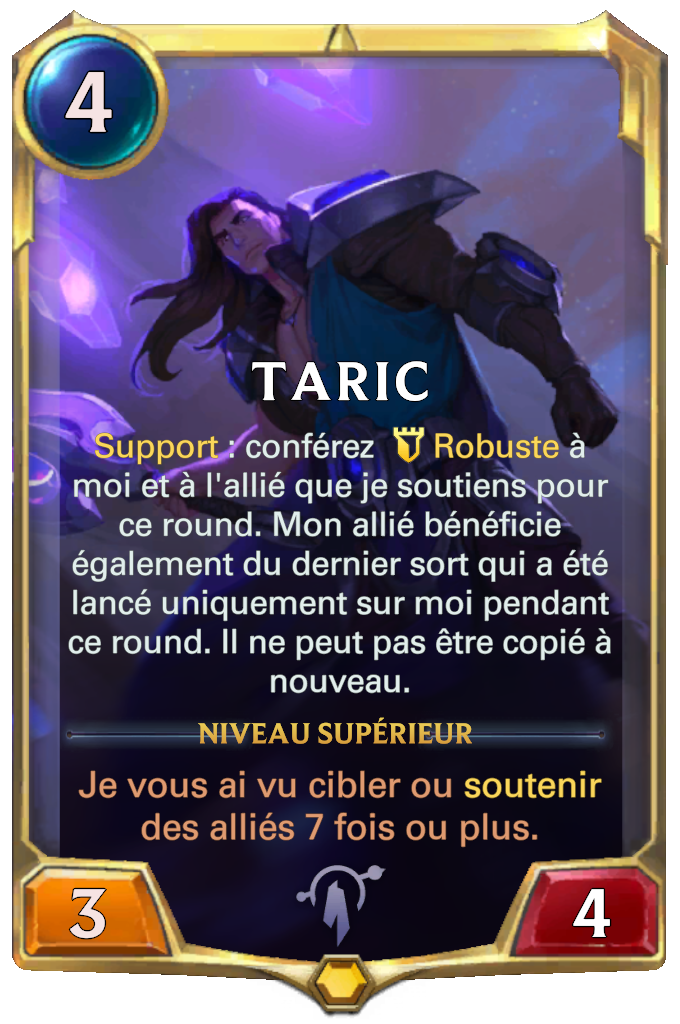 4
TARIC
Support : conférez Robuste à
moi et à l'allié que je soutiens pour
ce round. Mon allié bénéficie
également du dernier sort qui a été
lancé uniquement sur moi pendant
ce round. Il ne peut pas être copié à
nouveau.
NIVEAU SUPÉRIEUR
Je vous ai vu cibler ou soutenir
des alliés 7 fois ou plus.
3
4